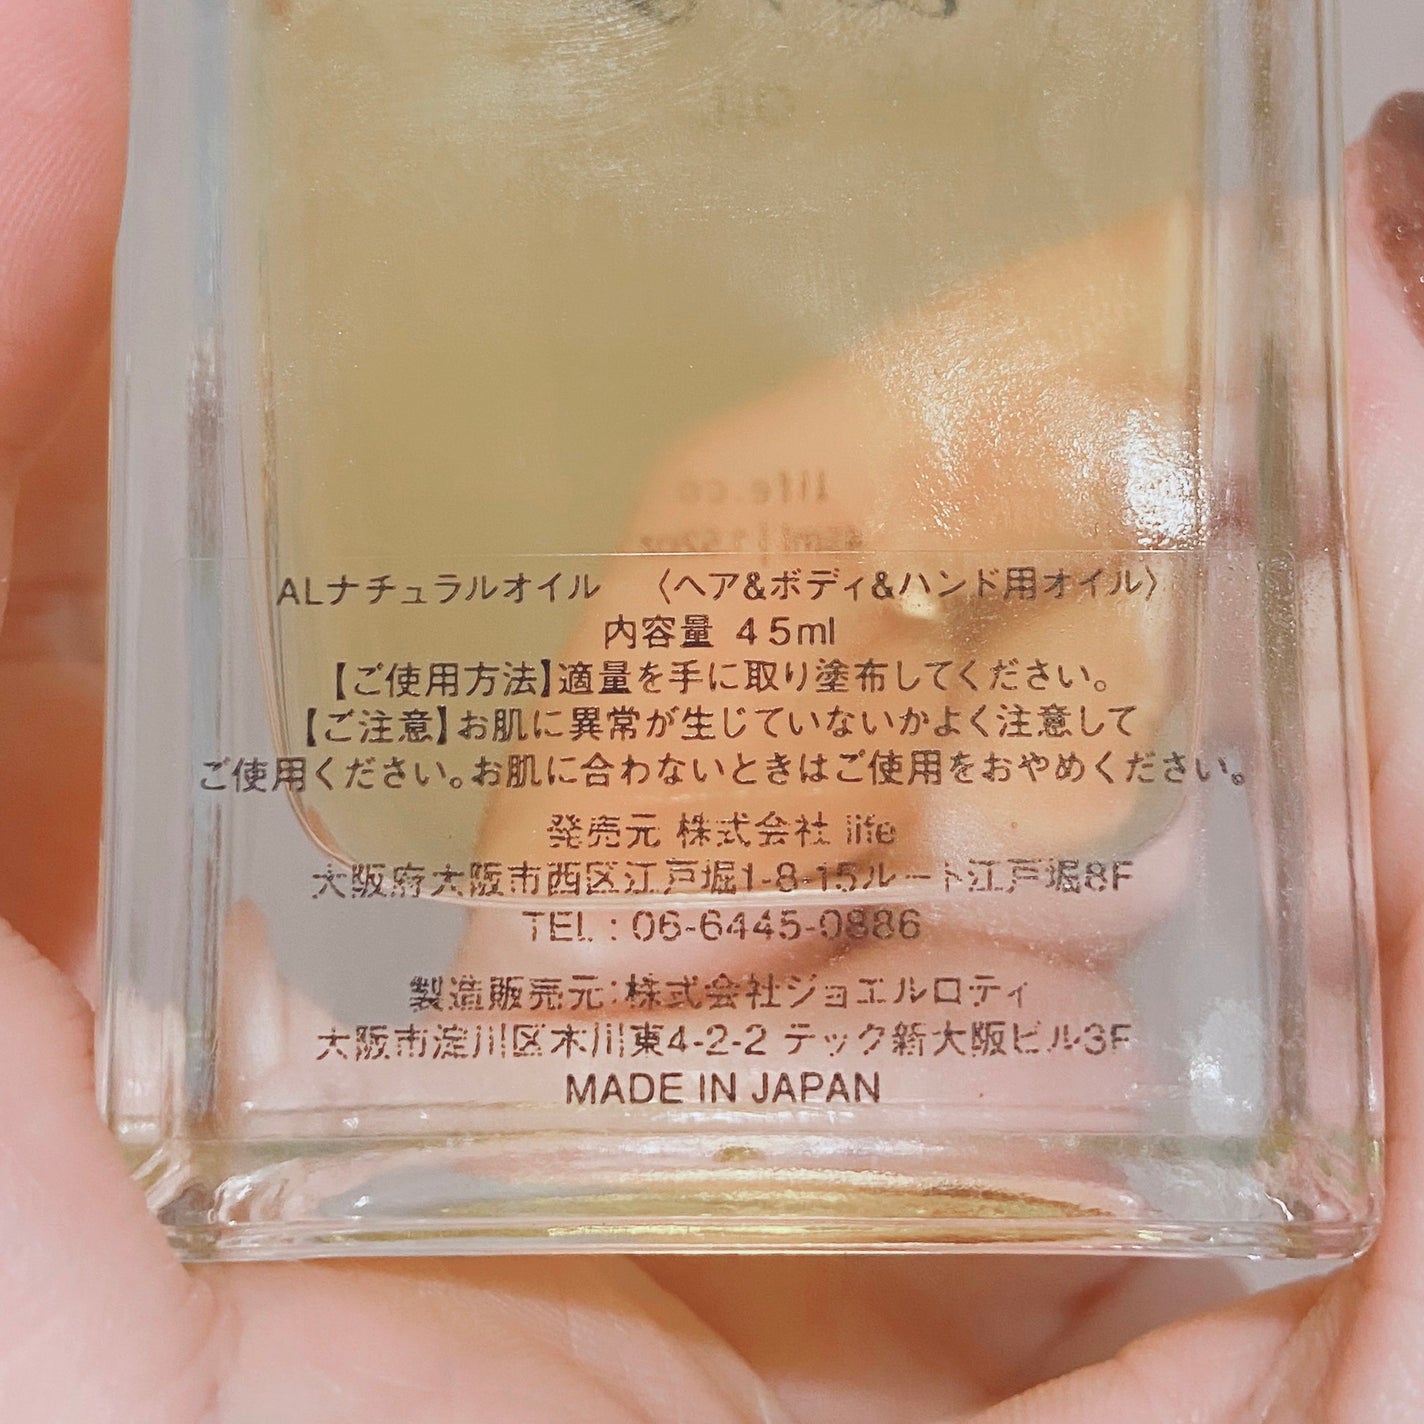 ALナチュラルオイル 〈ヘア&ボディ&ハンド用オイル〉
内容量 45ml
【ご使用方法】適量を手に取り塗布してください。
【ご注意】お肌に異常が生じていないかよく注意して
ご使用ください。お肌に合わないときはご使用をおやめください。
発売元 株式会社 life
大阪府大阪市西区江戸堀1-8-15ルート江戸堀8F
TEL：06-6445-0886
製造販売元：株式会社ジョエルロティ
大阪市淀川区木川東4-2-2 テック新大阪ビル3F
MADE IN JAPAN